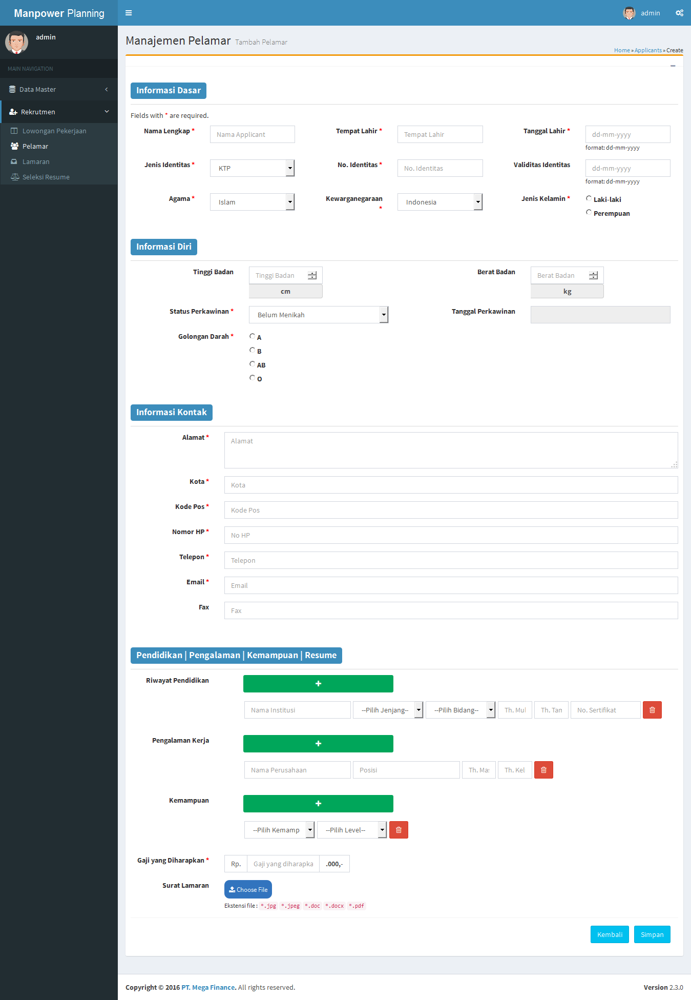 Manpower Planning
admin
admin
MAIN NAVIGATION
Data Master
Rekrutmen
Lowongan Pekerjaan
Pelamar
Lamaran
Seleksi Resume
Manajemen Pelamar Tambah Pelamar
Home » Applicants » Create
Informasi Dasar
Fields with * are required.
Nama Lengkap * Nama Applicant Tempat Lahir * Tempat Lahir Tanggal Lahir * dd-mm-yyyy
format: dd-mm-yyyy
Jenis Identitas * KTP No. Identitas * No. Identitas Validitas Identitas dd-mm-yyyy
format: dd-mm-yyyy
Agama * Islam Kewarganegaraan * Indonesia Jenis Kelamin * Laki-laki
Perempuan
Informasi Diri
Tinggi Badan Tinggi Badan Berat Badan Berat Badan
cm kg
Status Perkawinan * Belum Menikah Tanggal Perkawinan
Golongan Darah * A
B
AB
O
Informasi Kontak
Alamat * Alamat
Kota * Kota
Kode Pos * Kode Pos
Nomor HP * No HP
Telepon * Telepon
Email * Email
Fax Fax
Pendidikan | Pengalaman | Kemampuan | Resume
Riwayat Pendidikan +
Nama Institusi --Pilih Jenjang-- --Pilih Bidang-- Th. Mul Th. Tan No. Sertifikat
Pengalaman Kerja +
Nama Perusahaan Posisi Th. Mas Th. Kel
Kemampuan +
--Pilih Kemamp --Pilih Level--
Gaji yang Diharapkan * Rp. Gaji yang diharapka .000,-
Surat Lamaran Choose File
Ekstensi file : *.jpg *.jpeg *.doc *.docx *.pdf
Kembali Simpan
Copyright © 2016 PT. Mega Finance. All rights reserved. Version 2.3.0